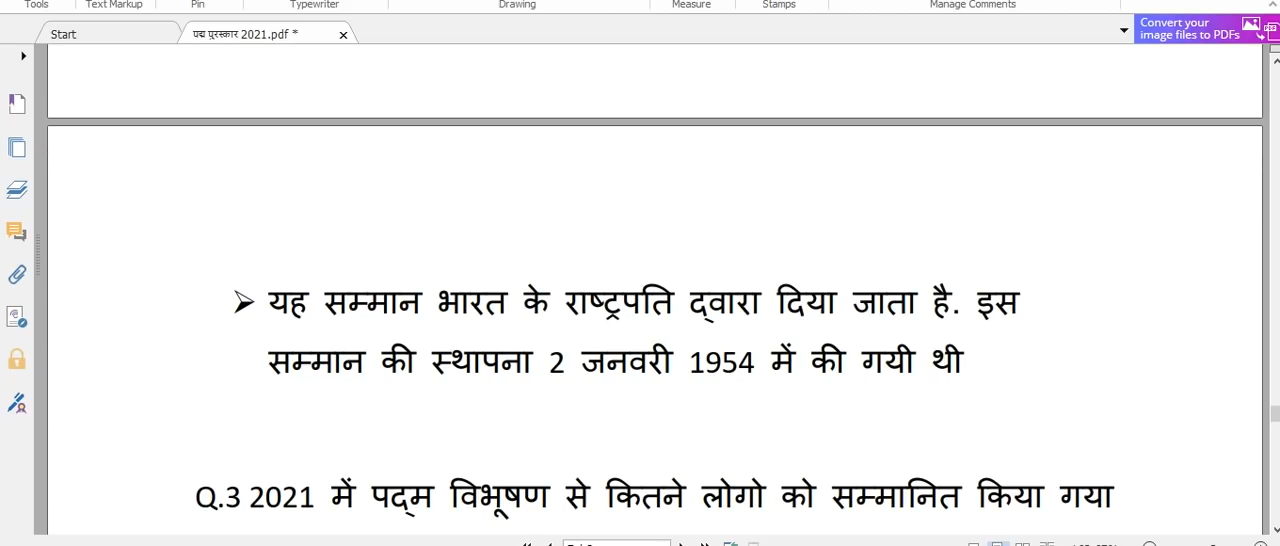 Tools Text Markup Pin Typewriter Drawing Measure Stamps Manage Comments
Start पद्म पुरस्कार 2021.pdf * x
Convert your
image files to PDFs
➢ यह सम्मान भारत के राष्ट्रपति द्वारा दिया जाता है. इस
सम्मान की स्थापना 2 जनवरी 1954 में की गयी थी
Q.3 2021 में पद्म विभूषण से कितने लोगो को सम्मानित किया गया